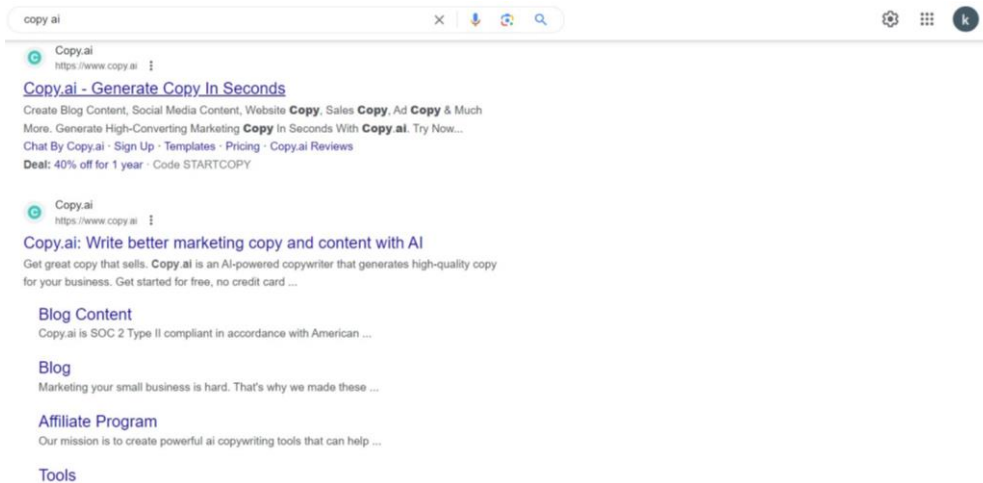 copy ai
k
Copy.ai
https://www.copy.ai
Copy.ai - Generate Copy In Seconds
Create Blog Content, Social Media Content, Website Copy, Sales Copy, Ad Copy & Much
More. Generate High-Converting Marketing Copy In Seconds With Copy.ai. Try Now...
Chat By Copy.ai · Sign Up · Templates · Pricing · Copy.ai Reviews
Deal: 40% off for 1 year · Code STARTCOPY
Copy.ai
https://www.copy.ai
Copy.ai: Write better marketing copy and content with AI
Get great copy that sells. Copy.ai is an AI-powered copywriter that generates high-quality copy
for your business. Get started for free, no credit card ...
Blog Content
Copy.ai is SOC 2 Type II compliant in accordance with American ...
Blog
Marketing your small business is hard. That's why we made these ...
Affiliate Program
Our mission is to create powerful ai copywriting tools that can help ...
Tools